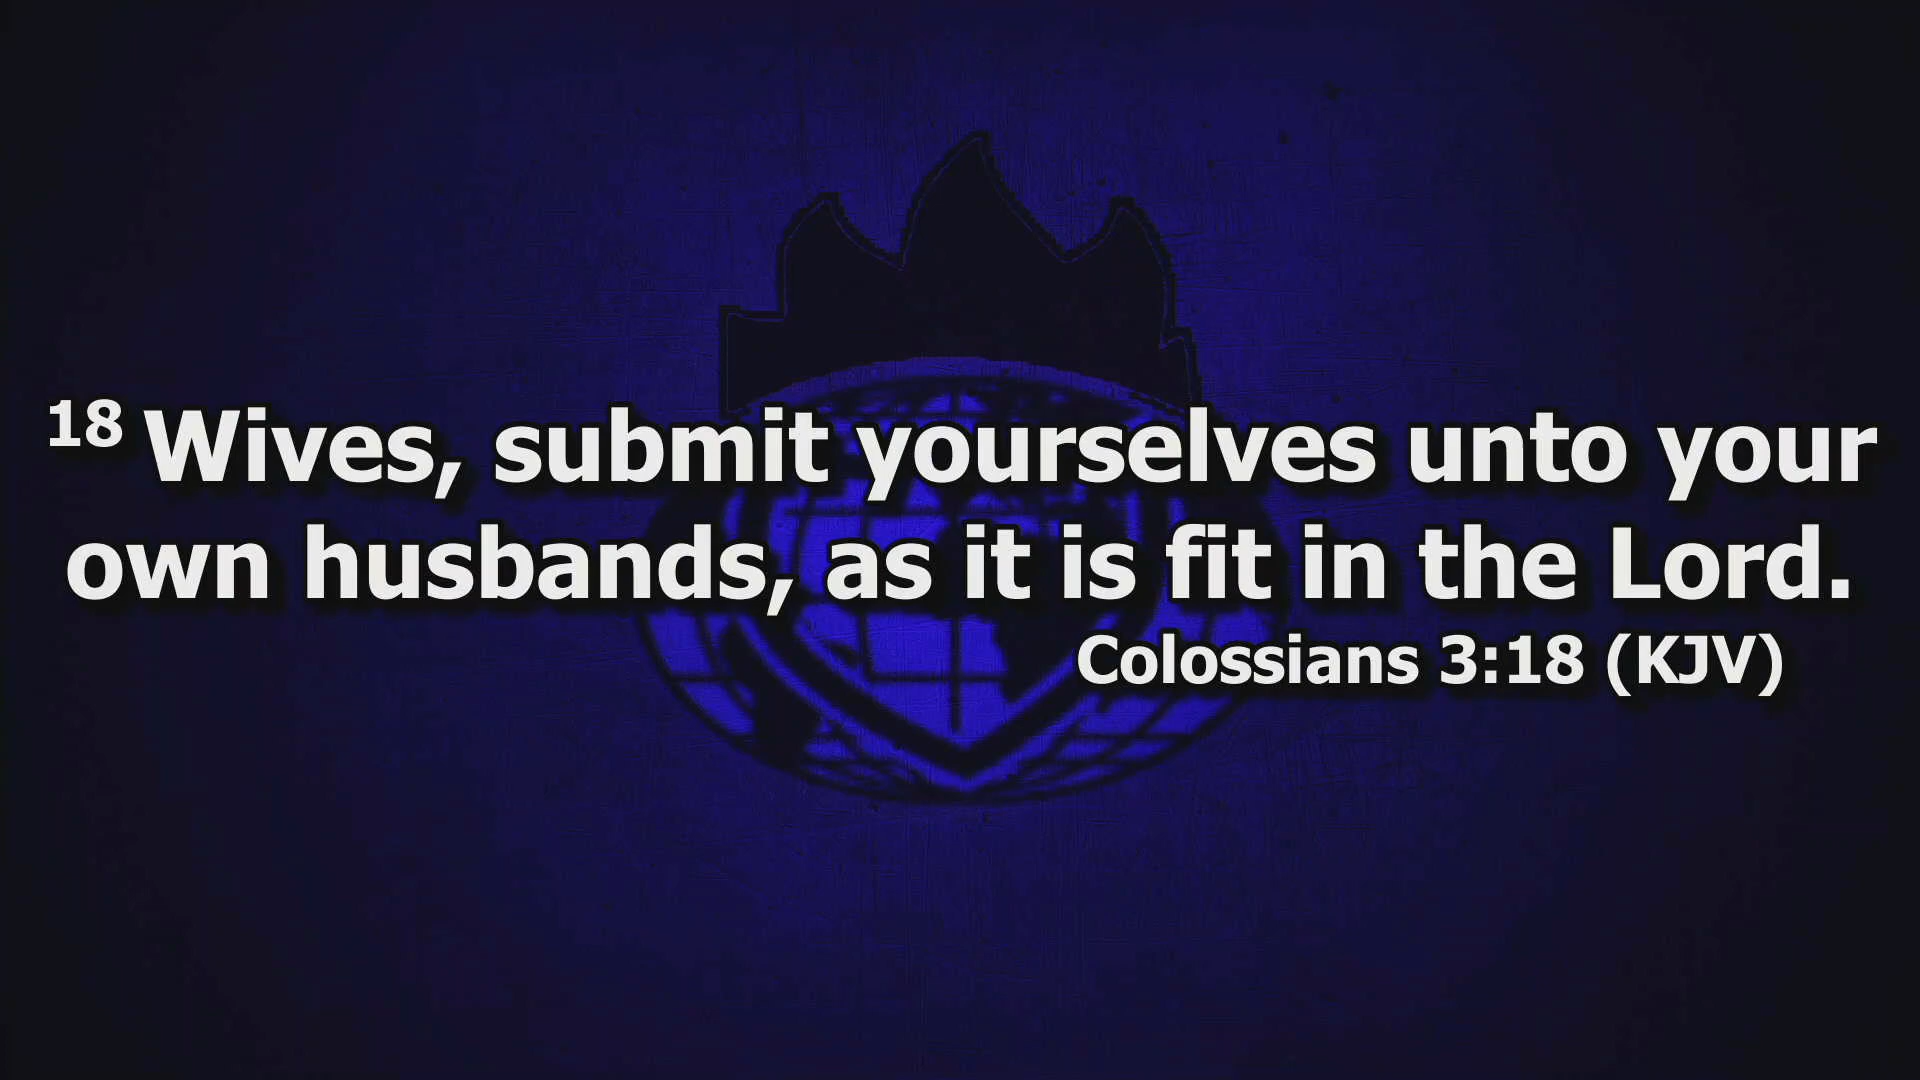 18 Wives, submit yourselves unto your
own husbands, as it is fit in the Lord.
Colossians 3:18 (KJV)